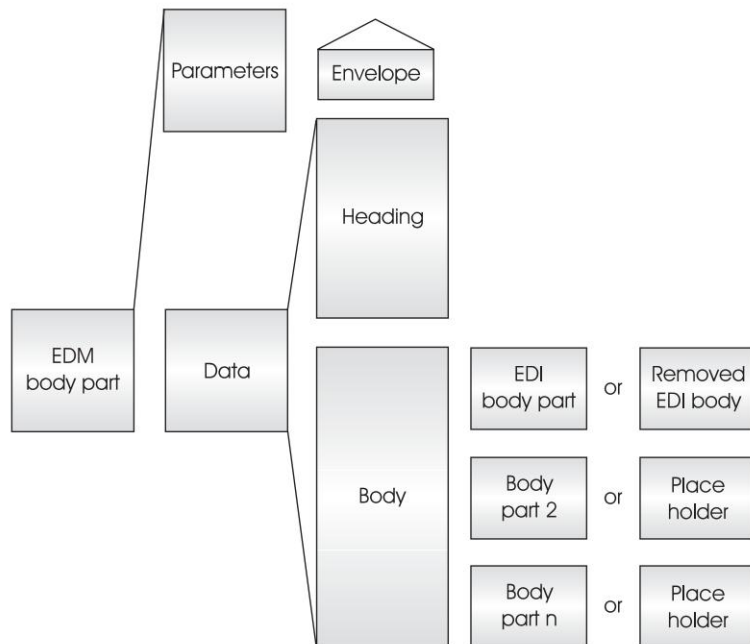 Parameters
Envelope
Heading
EDM
body part
Data
Body
EDI
body part
or
Removed
EDI body
Body
part 2
or
Place
holder
Body
part n
or
Place
holder